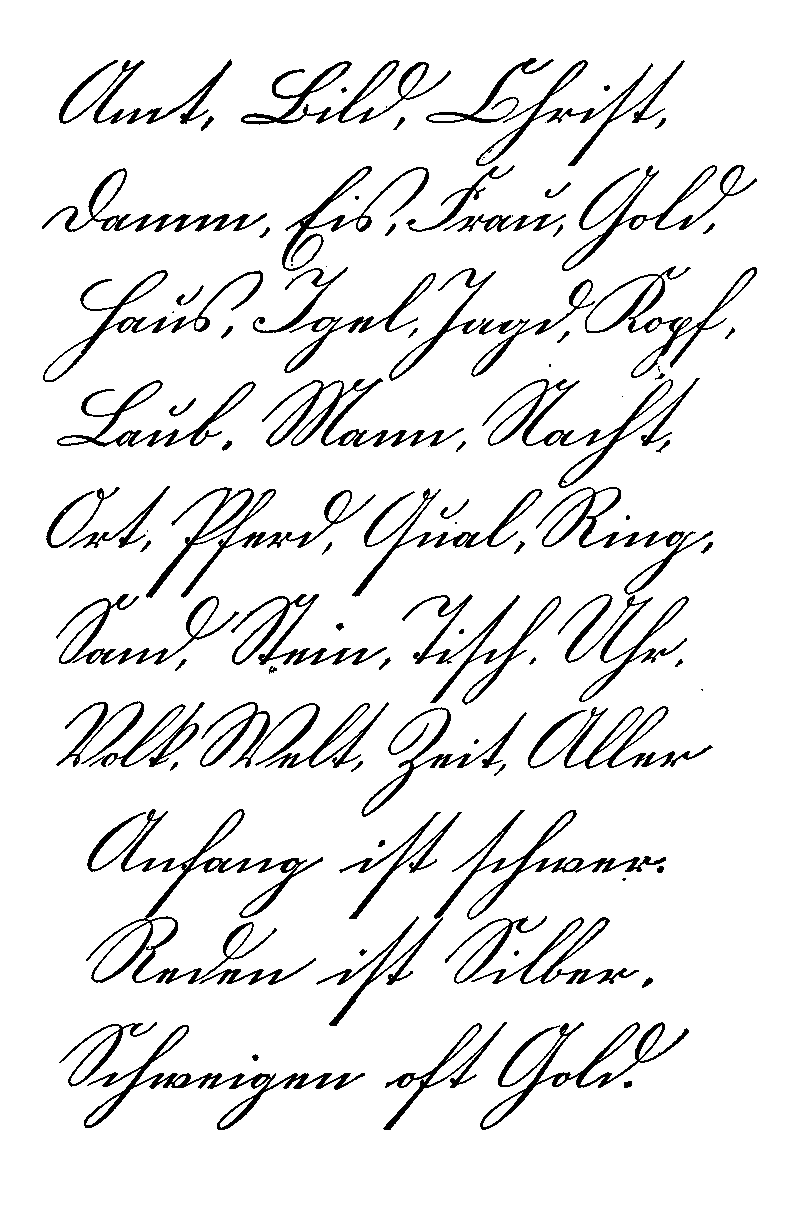 Amt, Bild, Christ,
Damm, Eis, Frau, Gold,
Haus, Igel, Jagd, Kopf,
Laub, Mann, Nacht,
Ort, Pferd, Qual, Ring,
Sand, Stein, Tisch, Uhr,
Volk, Welt, Zeit, Aller
Anfang ist schwer.
Reden ist Silber,
Schweigen oft Gold.